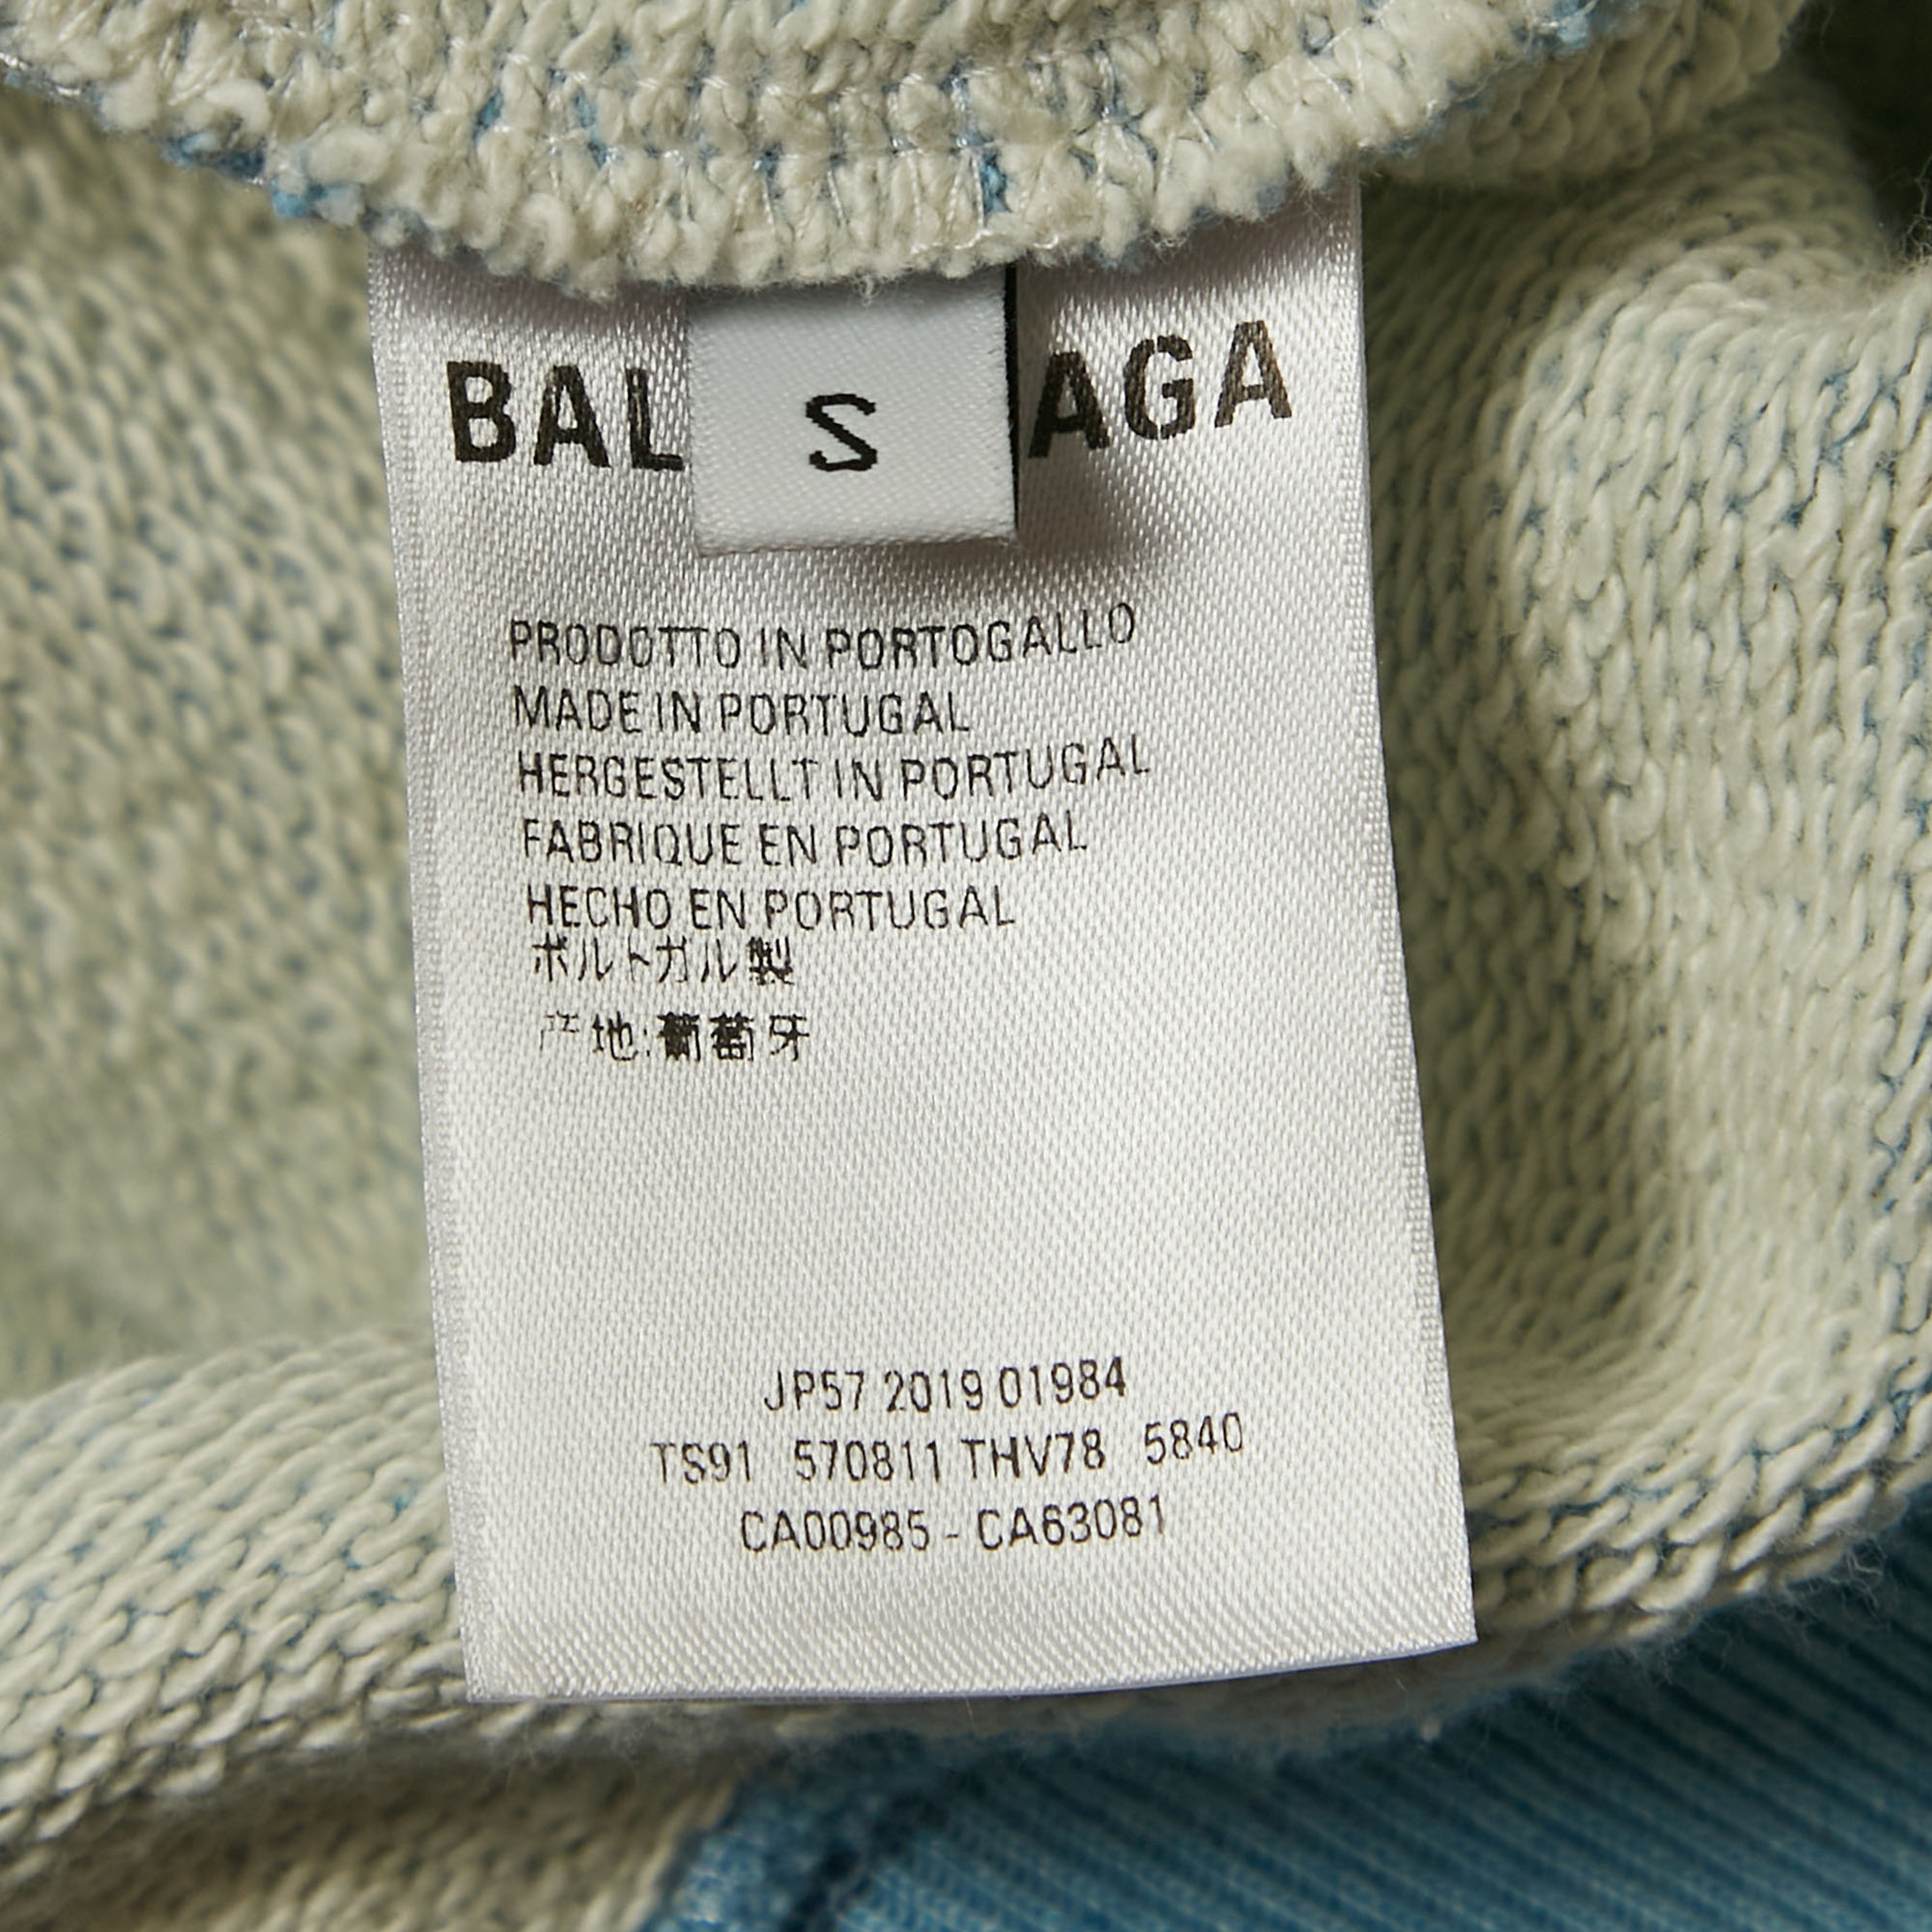 BAL S AGA
PRODOTTO IN PORTOGALLO
MADE IN PORTUGAL
HERGESTELLT IN PORTUGAL
FABRIQUE EN PORTUGAL
HECHO EN PORTUGAL
ポルトガル製
产地:葡萄牙
JP57 2019 01984
TS91 570811 THV78 5840
CA00985 - CA63081